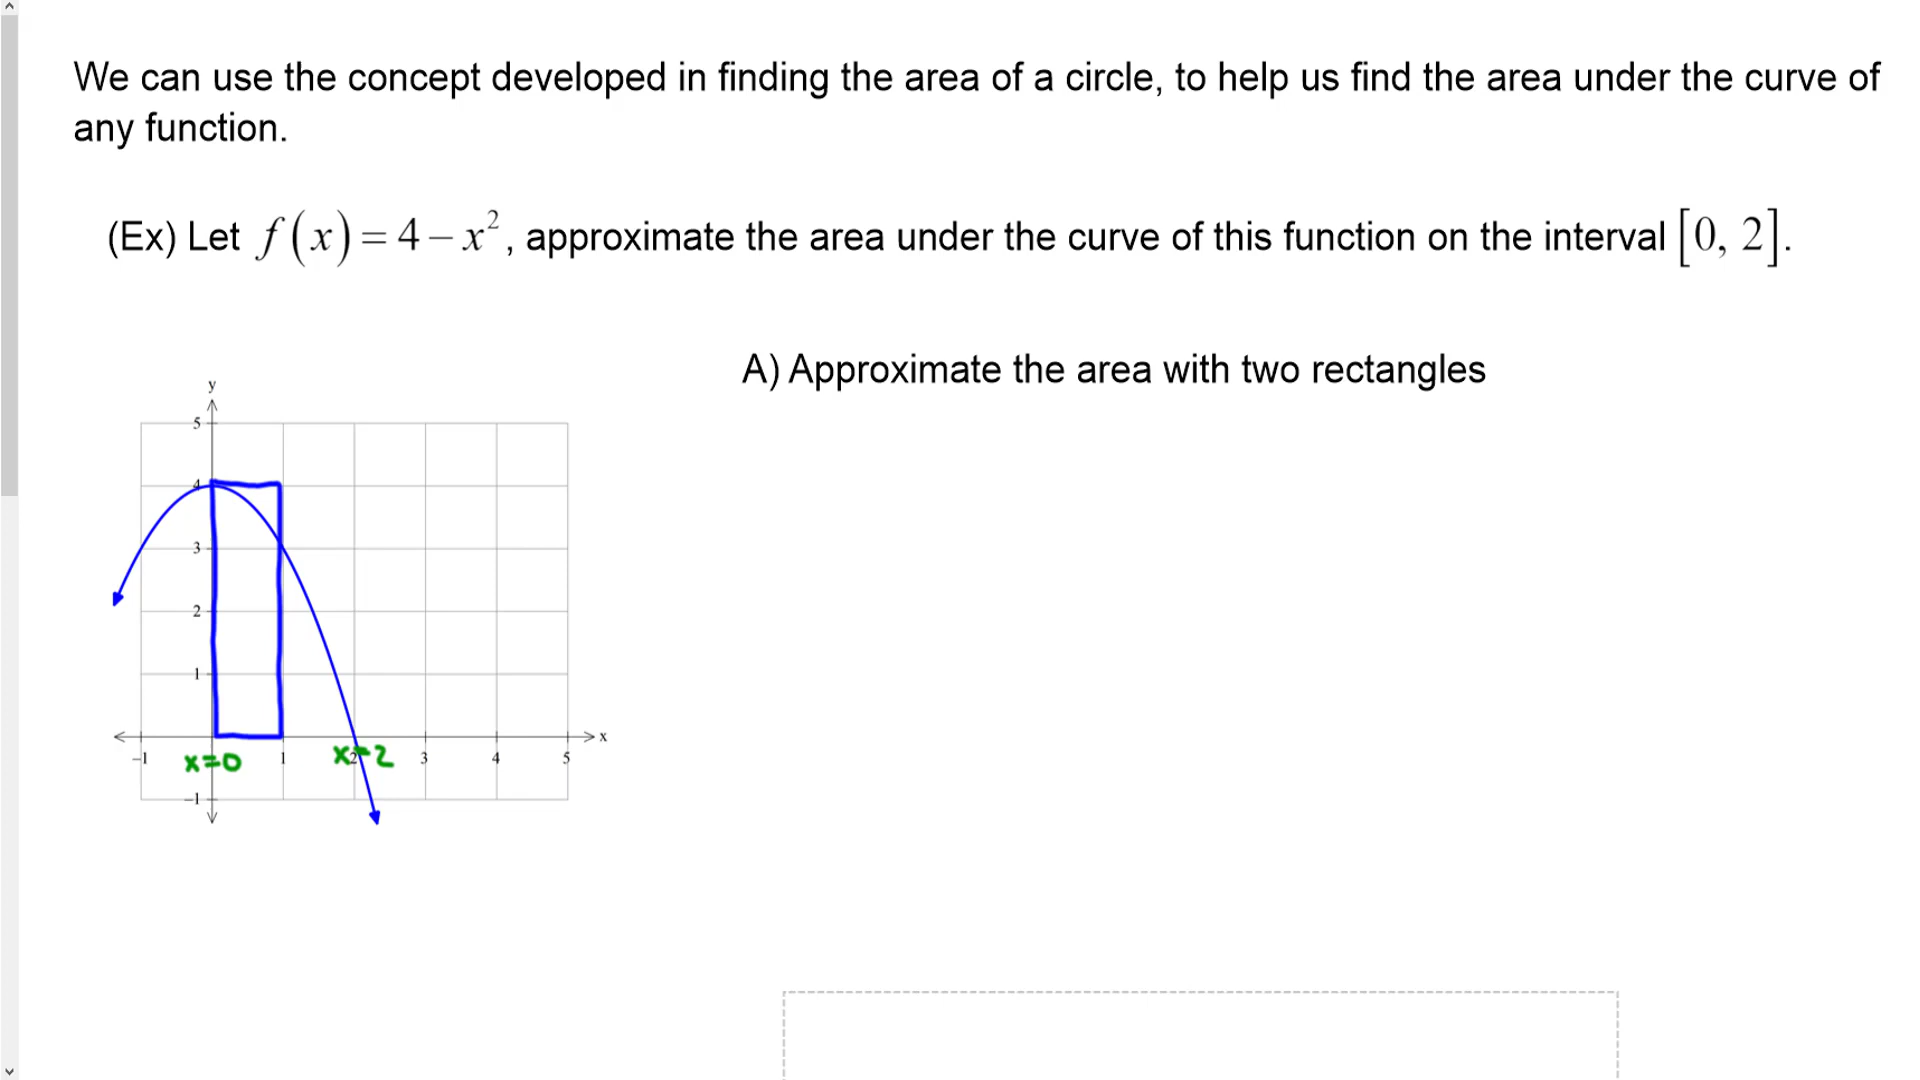 We can use the concept developed in finding the area of a circle, to help us find the area under the curve of
any function.
(Ex) Let f(x) = 4 − x², approximate the area under the curve of this function on the interval [0, 2].
A) Approximate the area with two rectangles
y
5
4
3
2
1
x
−1 x=0 1 x=2 2 3 4 5
−1